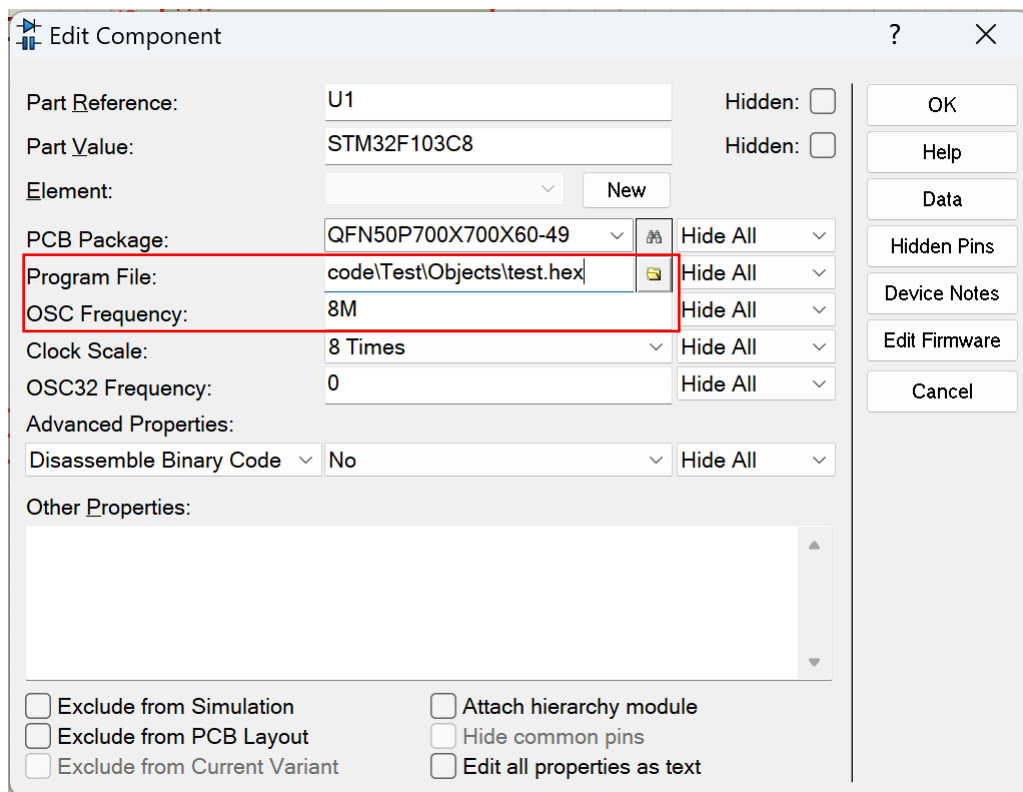 Edit Component ?
Part Reference: U1 Hidden: OK
Part Value: STM32F103C8 Hidden: Help
Element: New Data
PCB Package: QFN50P700X700X60-49 Hide All Hidden Pins
Program File: code\Test\Objects\test.hex Hide All Device Notes
OSC Frequency: 8M Hide All
Clock Scale: 8 Times Hide All Edit Firmware
OSC32 Frequency: 0 Hide All Cancel
Advanced Properties:
Disassemble Binary Code No Hide All
Other Properties:
Exclude from Simulation Attach hierarchy module
Exclude from PCB Layout Hide common pins
Exclude from Current Variant Edit all properties as text